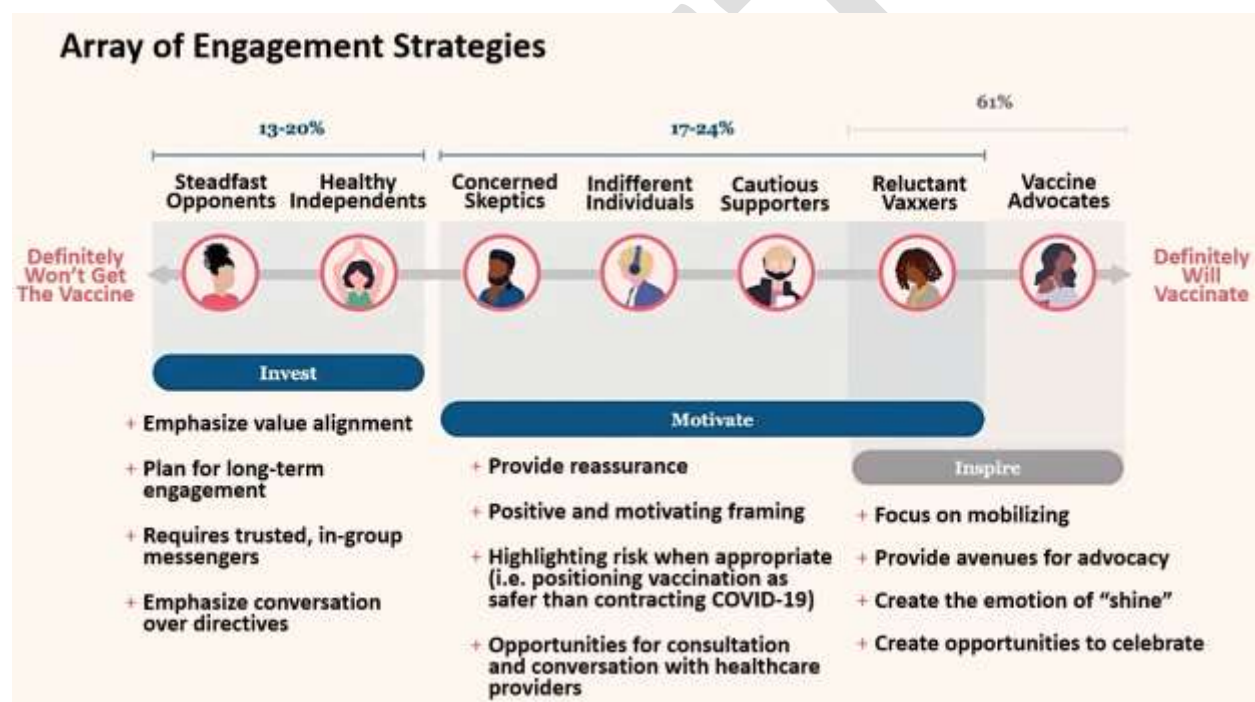 Array of Engagement Strategies
61%
13-20%
17-24%
Steadfast
Opponents
Healthy
Independents
Concerned
Skeptics
Indifferent
Individuals
Cautious
Supporters
Reluctant
Vaxxers
Vaccine
Advocates
Definitely
Won't Get
The Vaccine
Definitely
Will
Vaccinate
Invest
+ Emphasize value alignment
+ Plan for long-term
engagement
+ Requires trusted, in-group
messengers
+ Emphasize conversation
over directives
Motivate
+ Provide reassurance
+ Positive and motivating framing
+ Highlighting risk when appropriate
(i.e. positioning vaccination as
safer than contracting COVID-19)
+ Opportunities for consultation
and conversation with healthcare
providers
Inspire
+ Focus on mobilizing
+ Provide avenues for advocacy
+ Create the emotion of "shine"
+ Create opportunities to celebrate